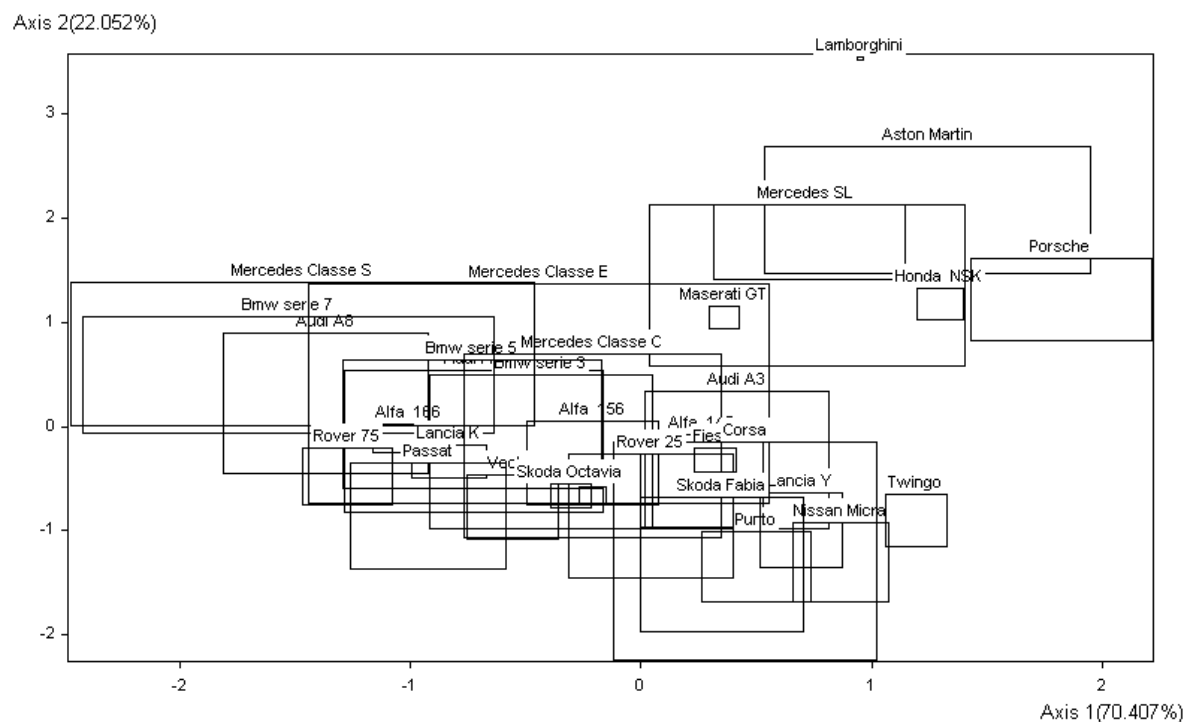 Axis 2(22.052%)
Lamborghini
3
Aston Martin
2
Mercedes SL
Porsche
Mercedes Classe S
Mercedes Classe E
Honda NSK
Maserati GT
1
Bmw serie 7
Audi A8
Mercedes Classe C
Bmw serie 5
Bmw serie 3
Audi A3
0
Alfa 156
Corsa
Rover 75
Lancia K
Rover 25
Passat
Skoda Octavia
Skoda Fabia
Lancia Y
Twingo
Nissan Micra
Punto
-1
-2
-2
-1
0
1
2
Axis 1(70.407%)